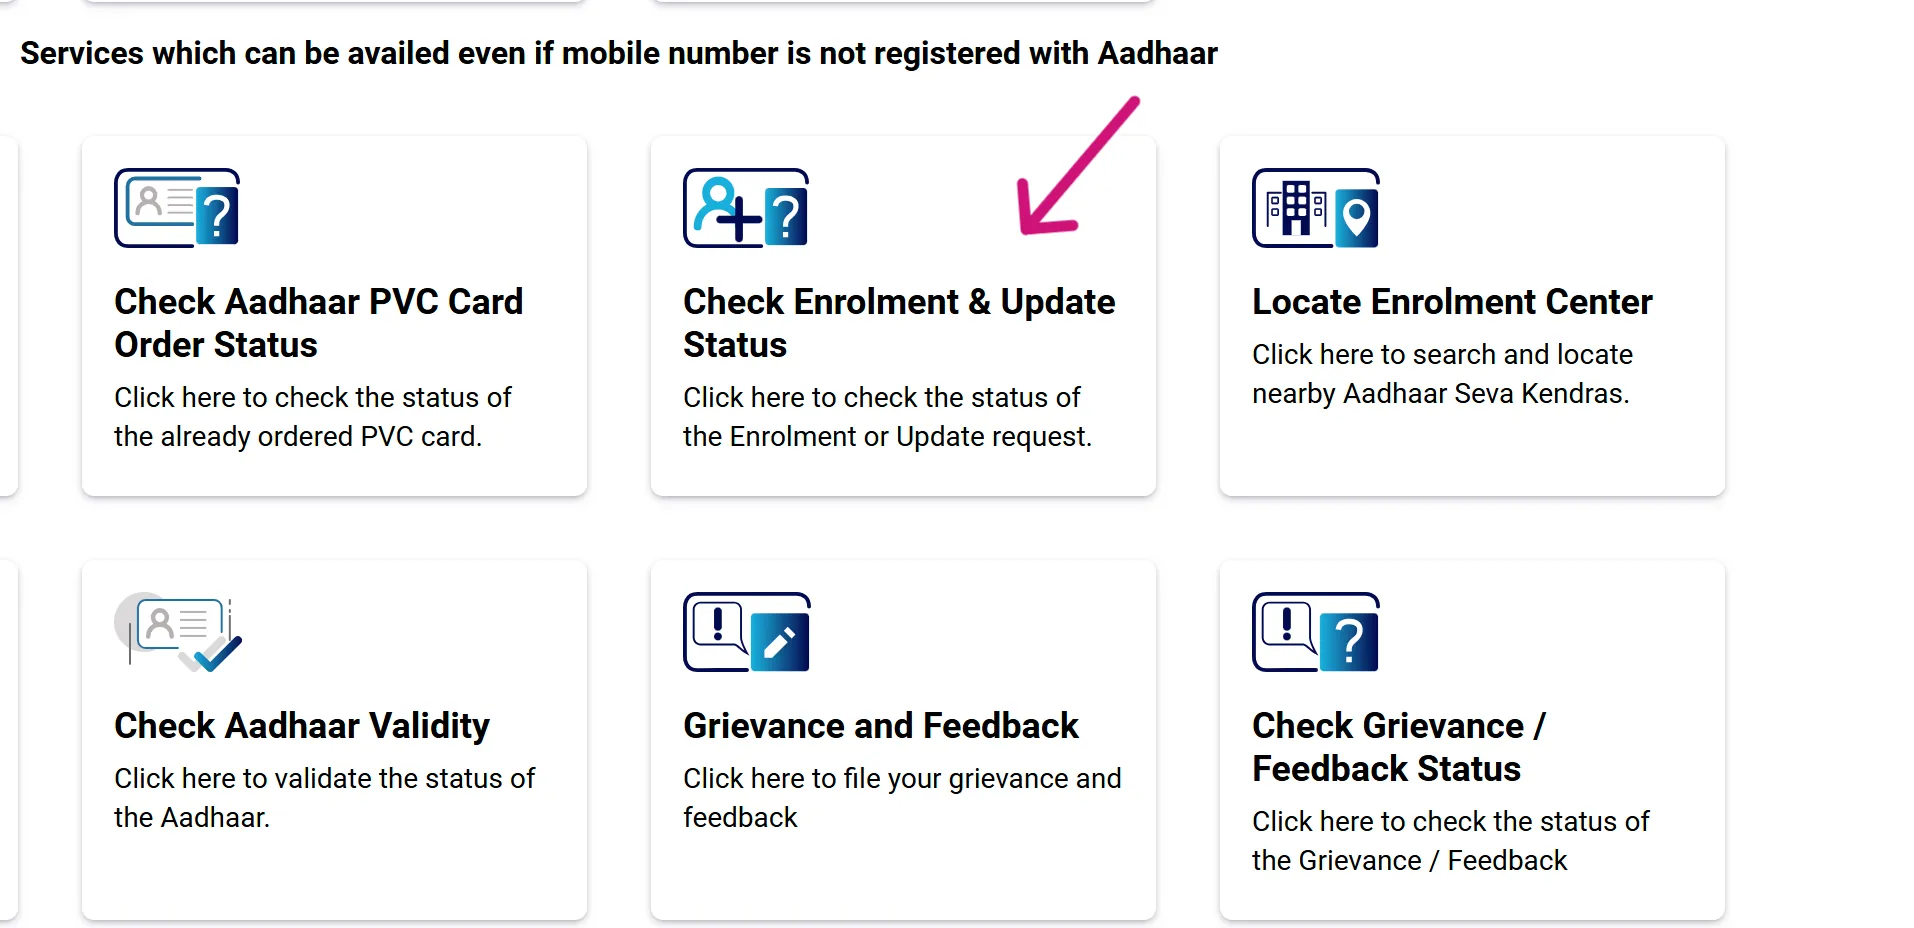 Services which can be availed even if mobile number is not registered with Aadhaar
Check Aadhaar PVC Card
Order Status
Click here to check the status of
the already ordered PVC card.
Check Enrolment & Update
Status
Click here to check the status of
the Enrolment or Update request.
Locate Enrolment Center
Click here to search and locate
nearby Aadhaar Seva Kendras.
Check Aadhaar Validity
Click here to validate the status of
the Aadhaar.
Grievance and Feedback
Click here to file your grievance and
feedback
Check Grievance /
Feedback Status
Click here to check the status of
the Grievance / Feedback